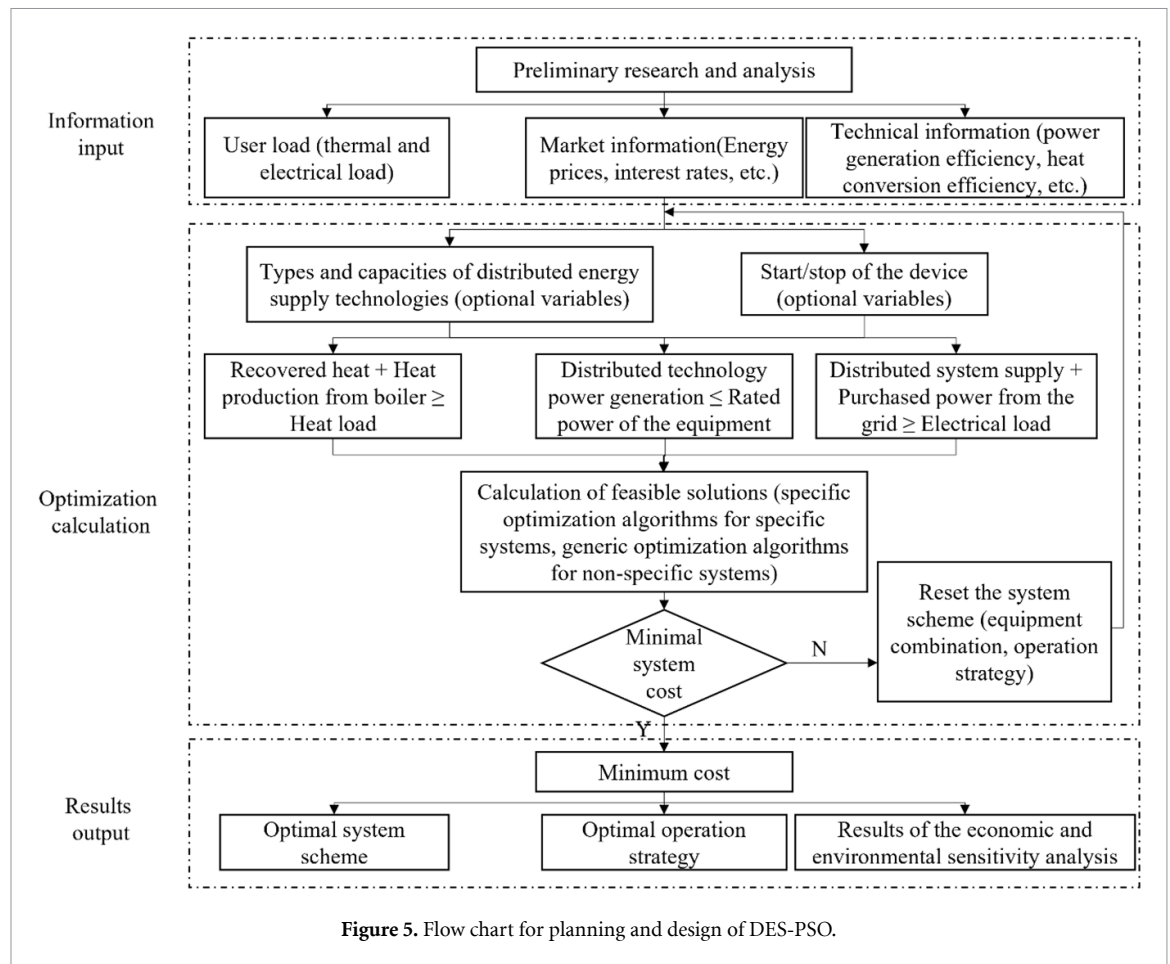 Preliminary research and analysis
Information
input
User load (thermal and
electrical load)
Market information(Energy
prices, interest rates, etc.)
Technical information (power
generation efficiency, heat
conversion efficiency, etc.)
Types and capacities of distributed energy
supply technologies (optional variables)
Start/stop of the device
(optional variables)
Recovered heat + Heat
production from boiler ≥
Heat load
Distributed technology
power generation ≤ Rated
power of the equipment
Distributed system supply +
Purchased power from the
grid ≥ Electrical load
Optimization
calculation
Calculation of feasible solutions (specific
optimization algorithms for specific
systems, generic optimization algorithms
for non-specific systems)
Minimal
system
cost
N
Reset the system
scheme (equipment
combination, operation
strategy)
Y
Minimum cost
Results
output
Optimal system
scheme
Optimal operation
strategy
Results of the economic and
environmental sensitivity analysis
Figure 5. Flow chart for planning and design of DES-PSO.